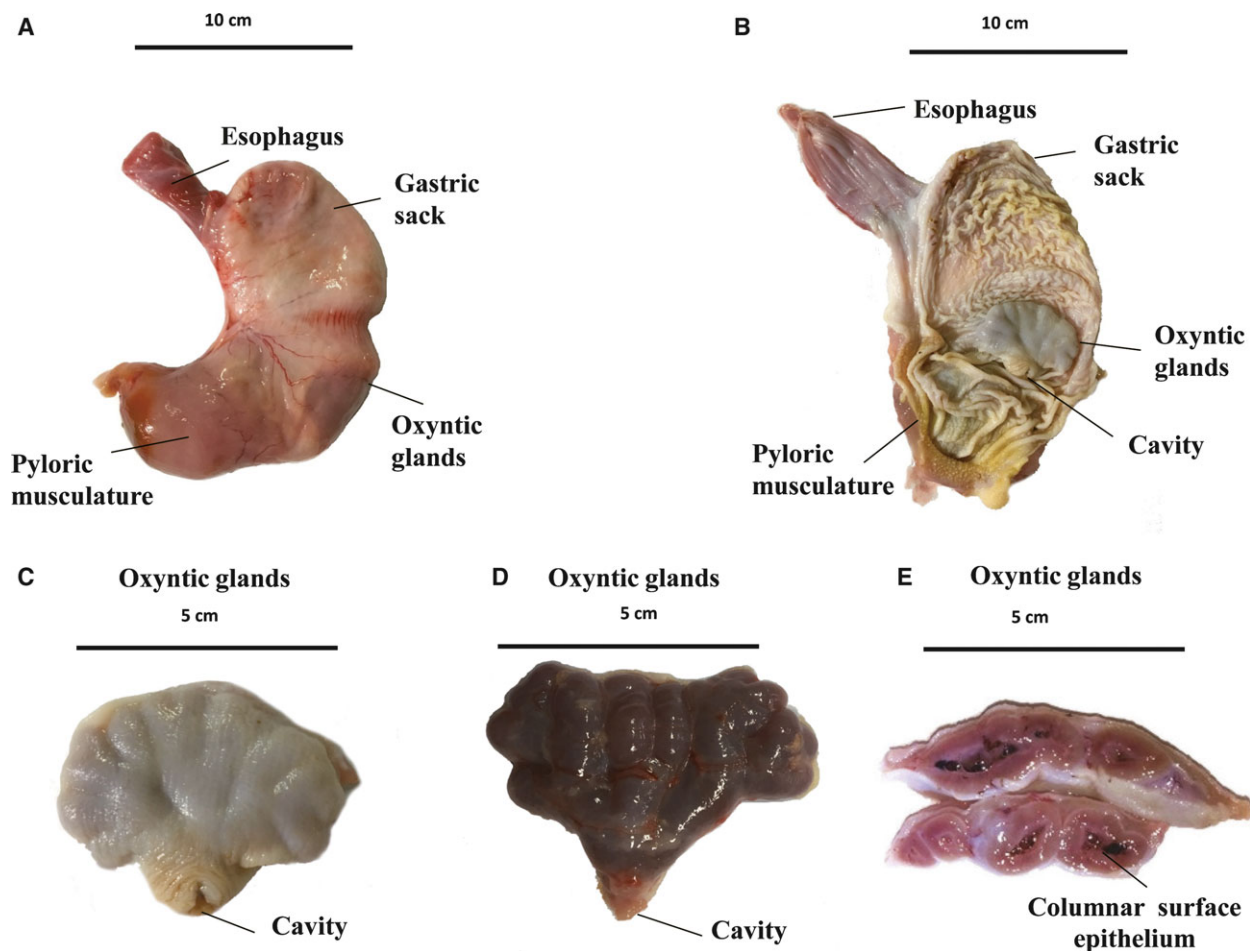 A
10 cm
Esophagus
Gastric
sack
Oxyntic
glands
Pyloric
musculature
B
10 cm
Esophagus
Gastric
sack
Oxyntic
glands
Cavity
Pyloric
musculature
C
Oxyntic glands
5 cm
Cavity
D
Oxyntic glands
5 cm
Cavity
E
Oxyntic glands
5 cm
Columnar surface
epithelium